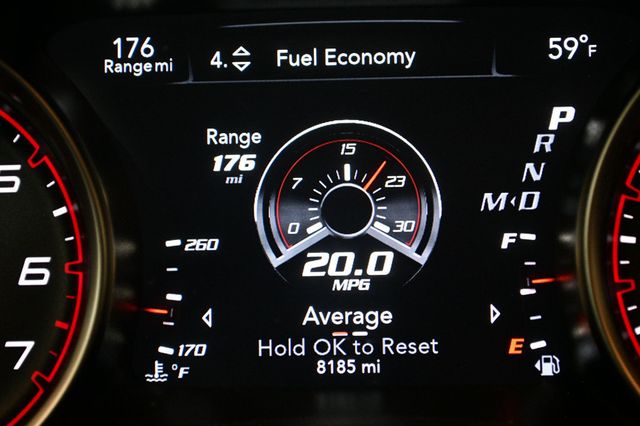 176
Range mi
4. Fuel Economy
59°F
Range
176
mi
0 7 15 23 30
20.0
MPG
Average
Hold OK to Reset
8185 mi
P
R
N
M D
260
170
°F
F
E
5
6
7